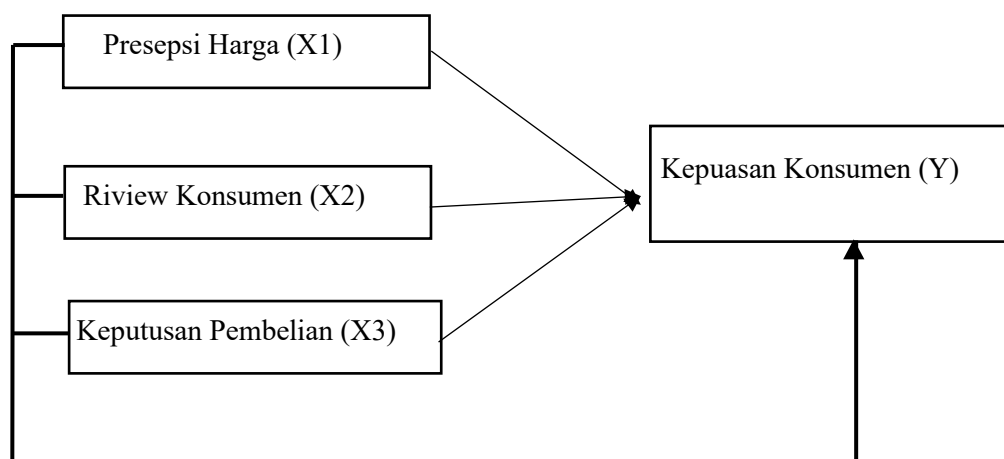 Presepsi Harga (X1)
Riview Konsumen (X2)
Keputusan Pembelian (X3)
Kepuasan Konsumen (Y)